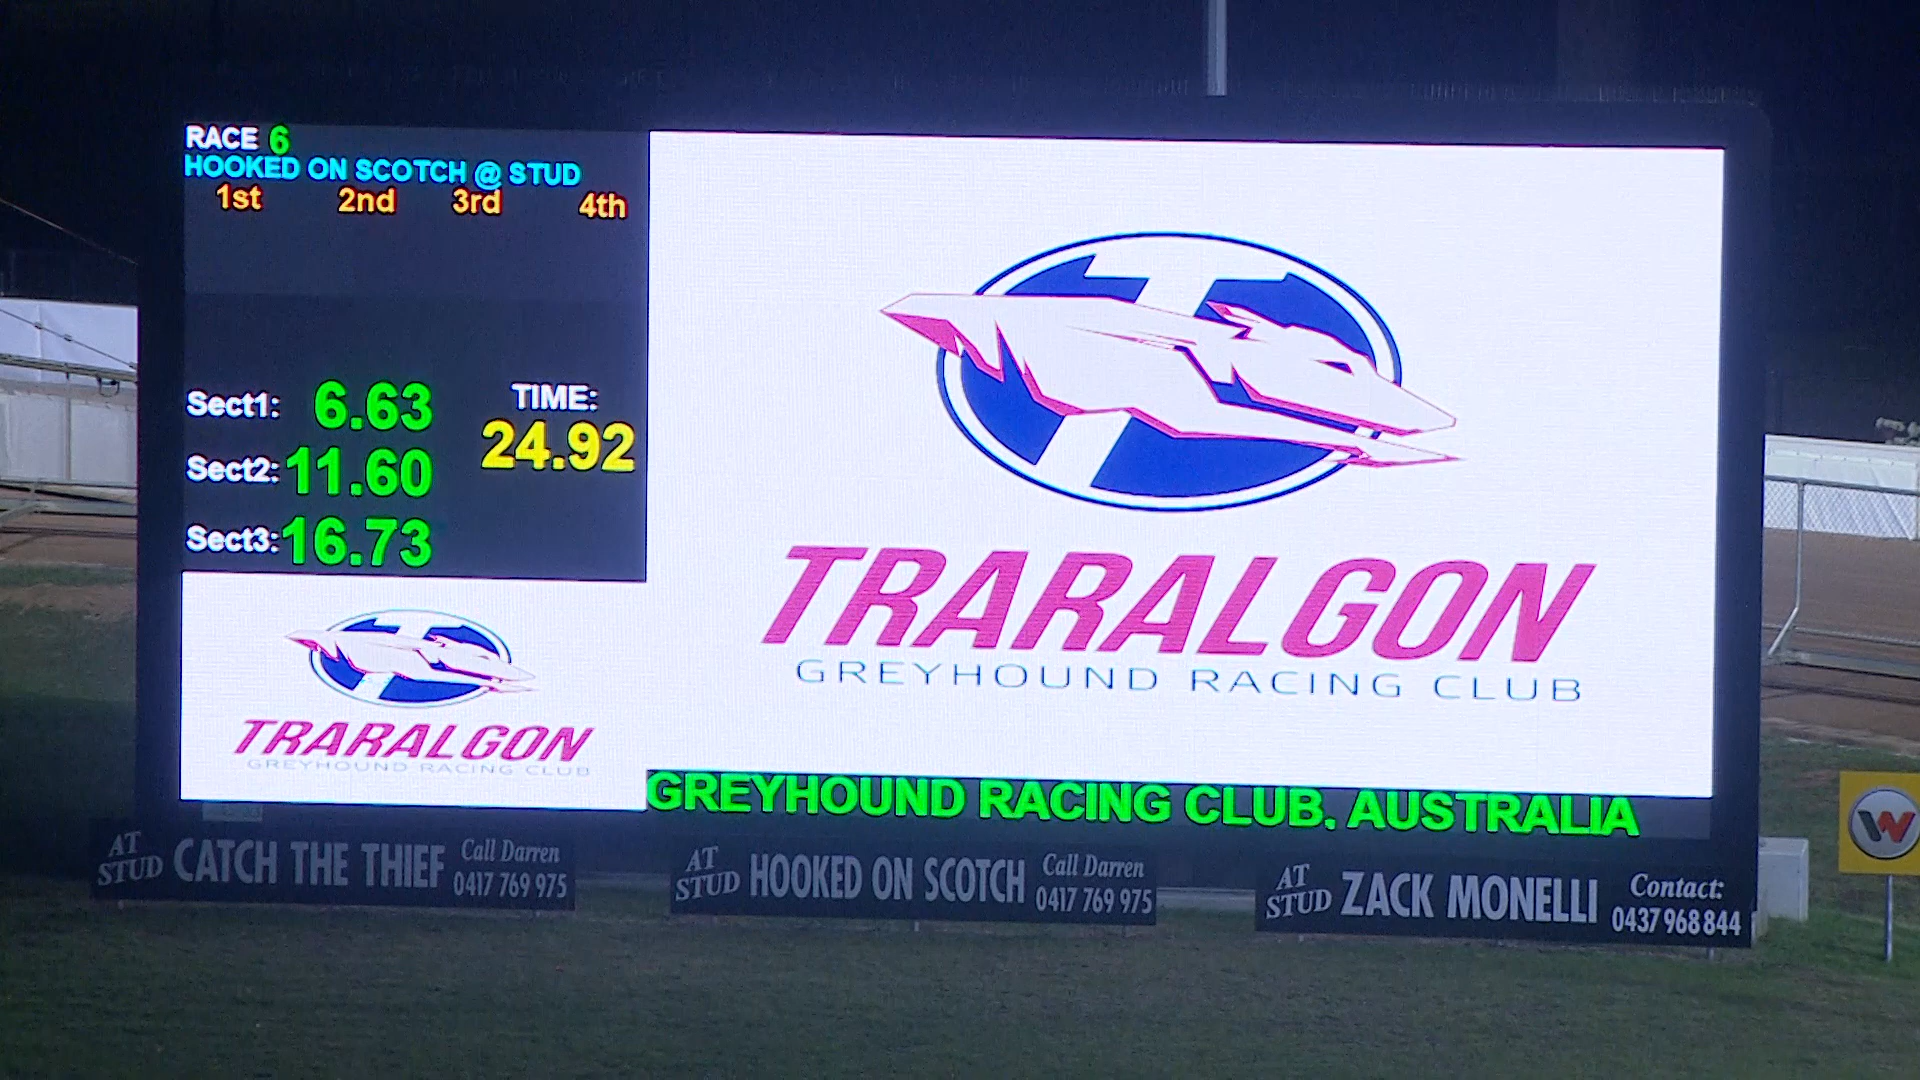 RACE 6
HOOKED ON SCOTCH @ STUD
1st 2nd 3rd 4th
Sect1: 6.63
TIME:
24.92
Sect2: 11.60
Sect3: 16.73
TRARALGON
GREYHOUND RACING CLUB
TRARALGON
GREYHOUND RACING CLUB
GREYHOUND RACING CLUB. AUSTRALIA
AT STUD CATCH THE THIEF Call Darren 0417 769 975
AT STUD HOOKED ON SCOTCH Call Darren 0417 769 975
AT STUD ZACK MONELLI Contact: 0437 968 844
W